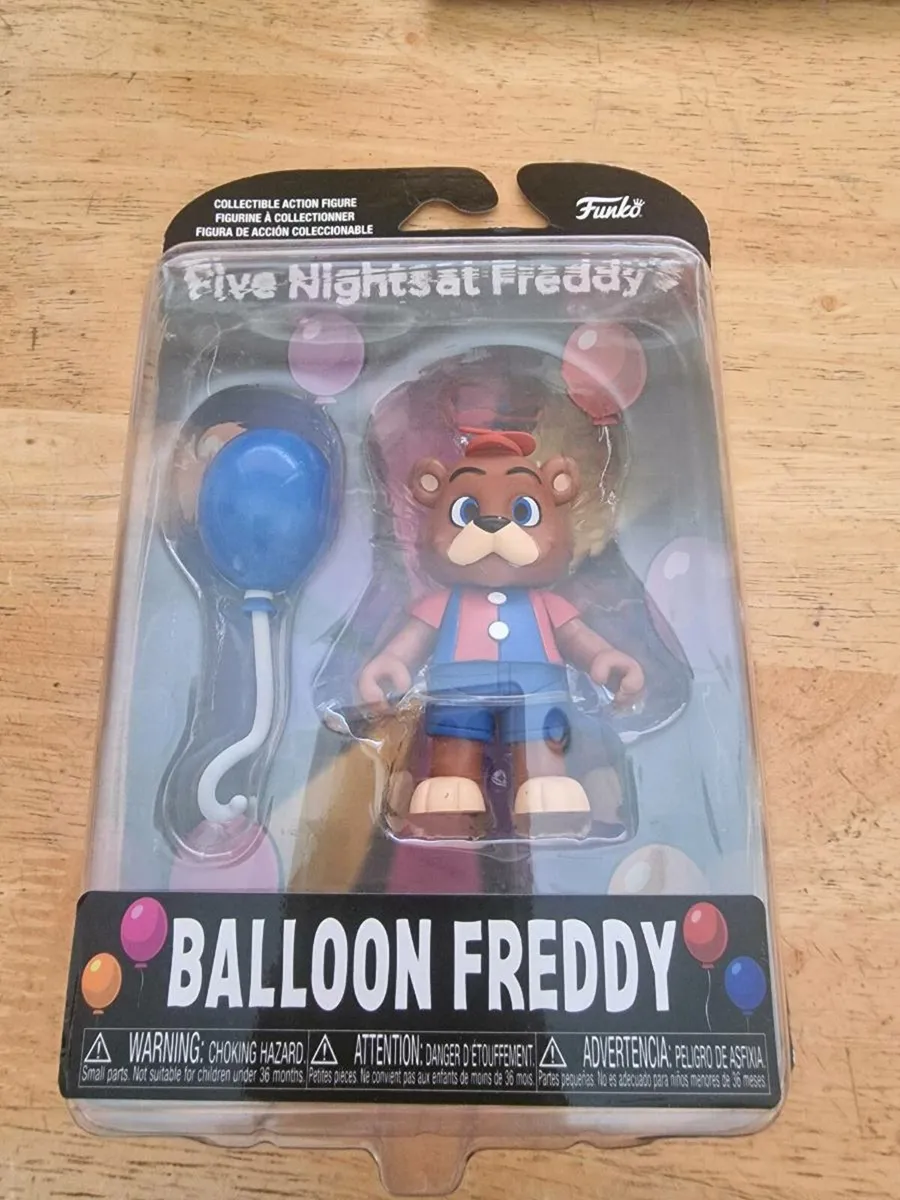 COLLECTIBLE ACTION FIGURE
FIGURINE À COLLECTIONNER
FIGURA DE ACCIÓN COLECCIONABLE
Funko
Five Nights at Freddy's
BALLOON FREDDY
WARNING: CHOKING HAZARD.
Small parts. Not suitable for children under 36 months.
ATTENTION: DANGER D'ÉTOUFFEMENT.
Petites pièces. Ne convient pas aux enfants de moins de 36 mois.
ADVERTENCIA: PELIGRO DE ASFIXIA.
Partes pequeñas. No es adecuado para niños menores de 36 meses.